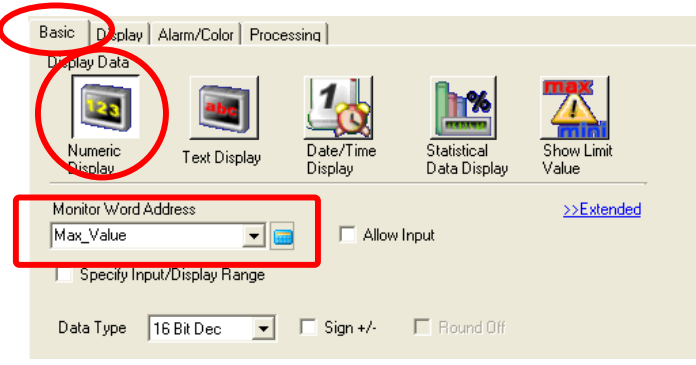 Basic Display Alarm/Color Processing
Display Data
123 abc 1 % max mini
Numeric Display Text Display Date/Time Display Statistical Data Display Show Limit Value
Monitor Word Address >>Extended
Max_Value Allow Input
Specify Input/Display Range
Data Type 16 Bit Dec Sign +/- Round Off